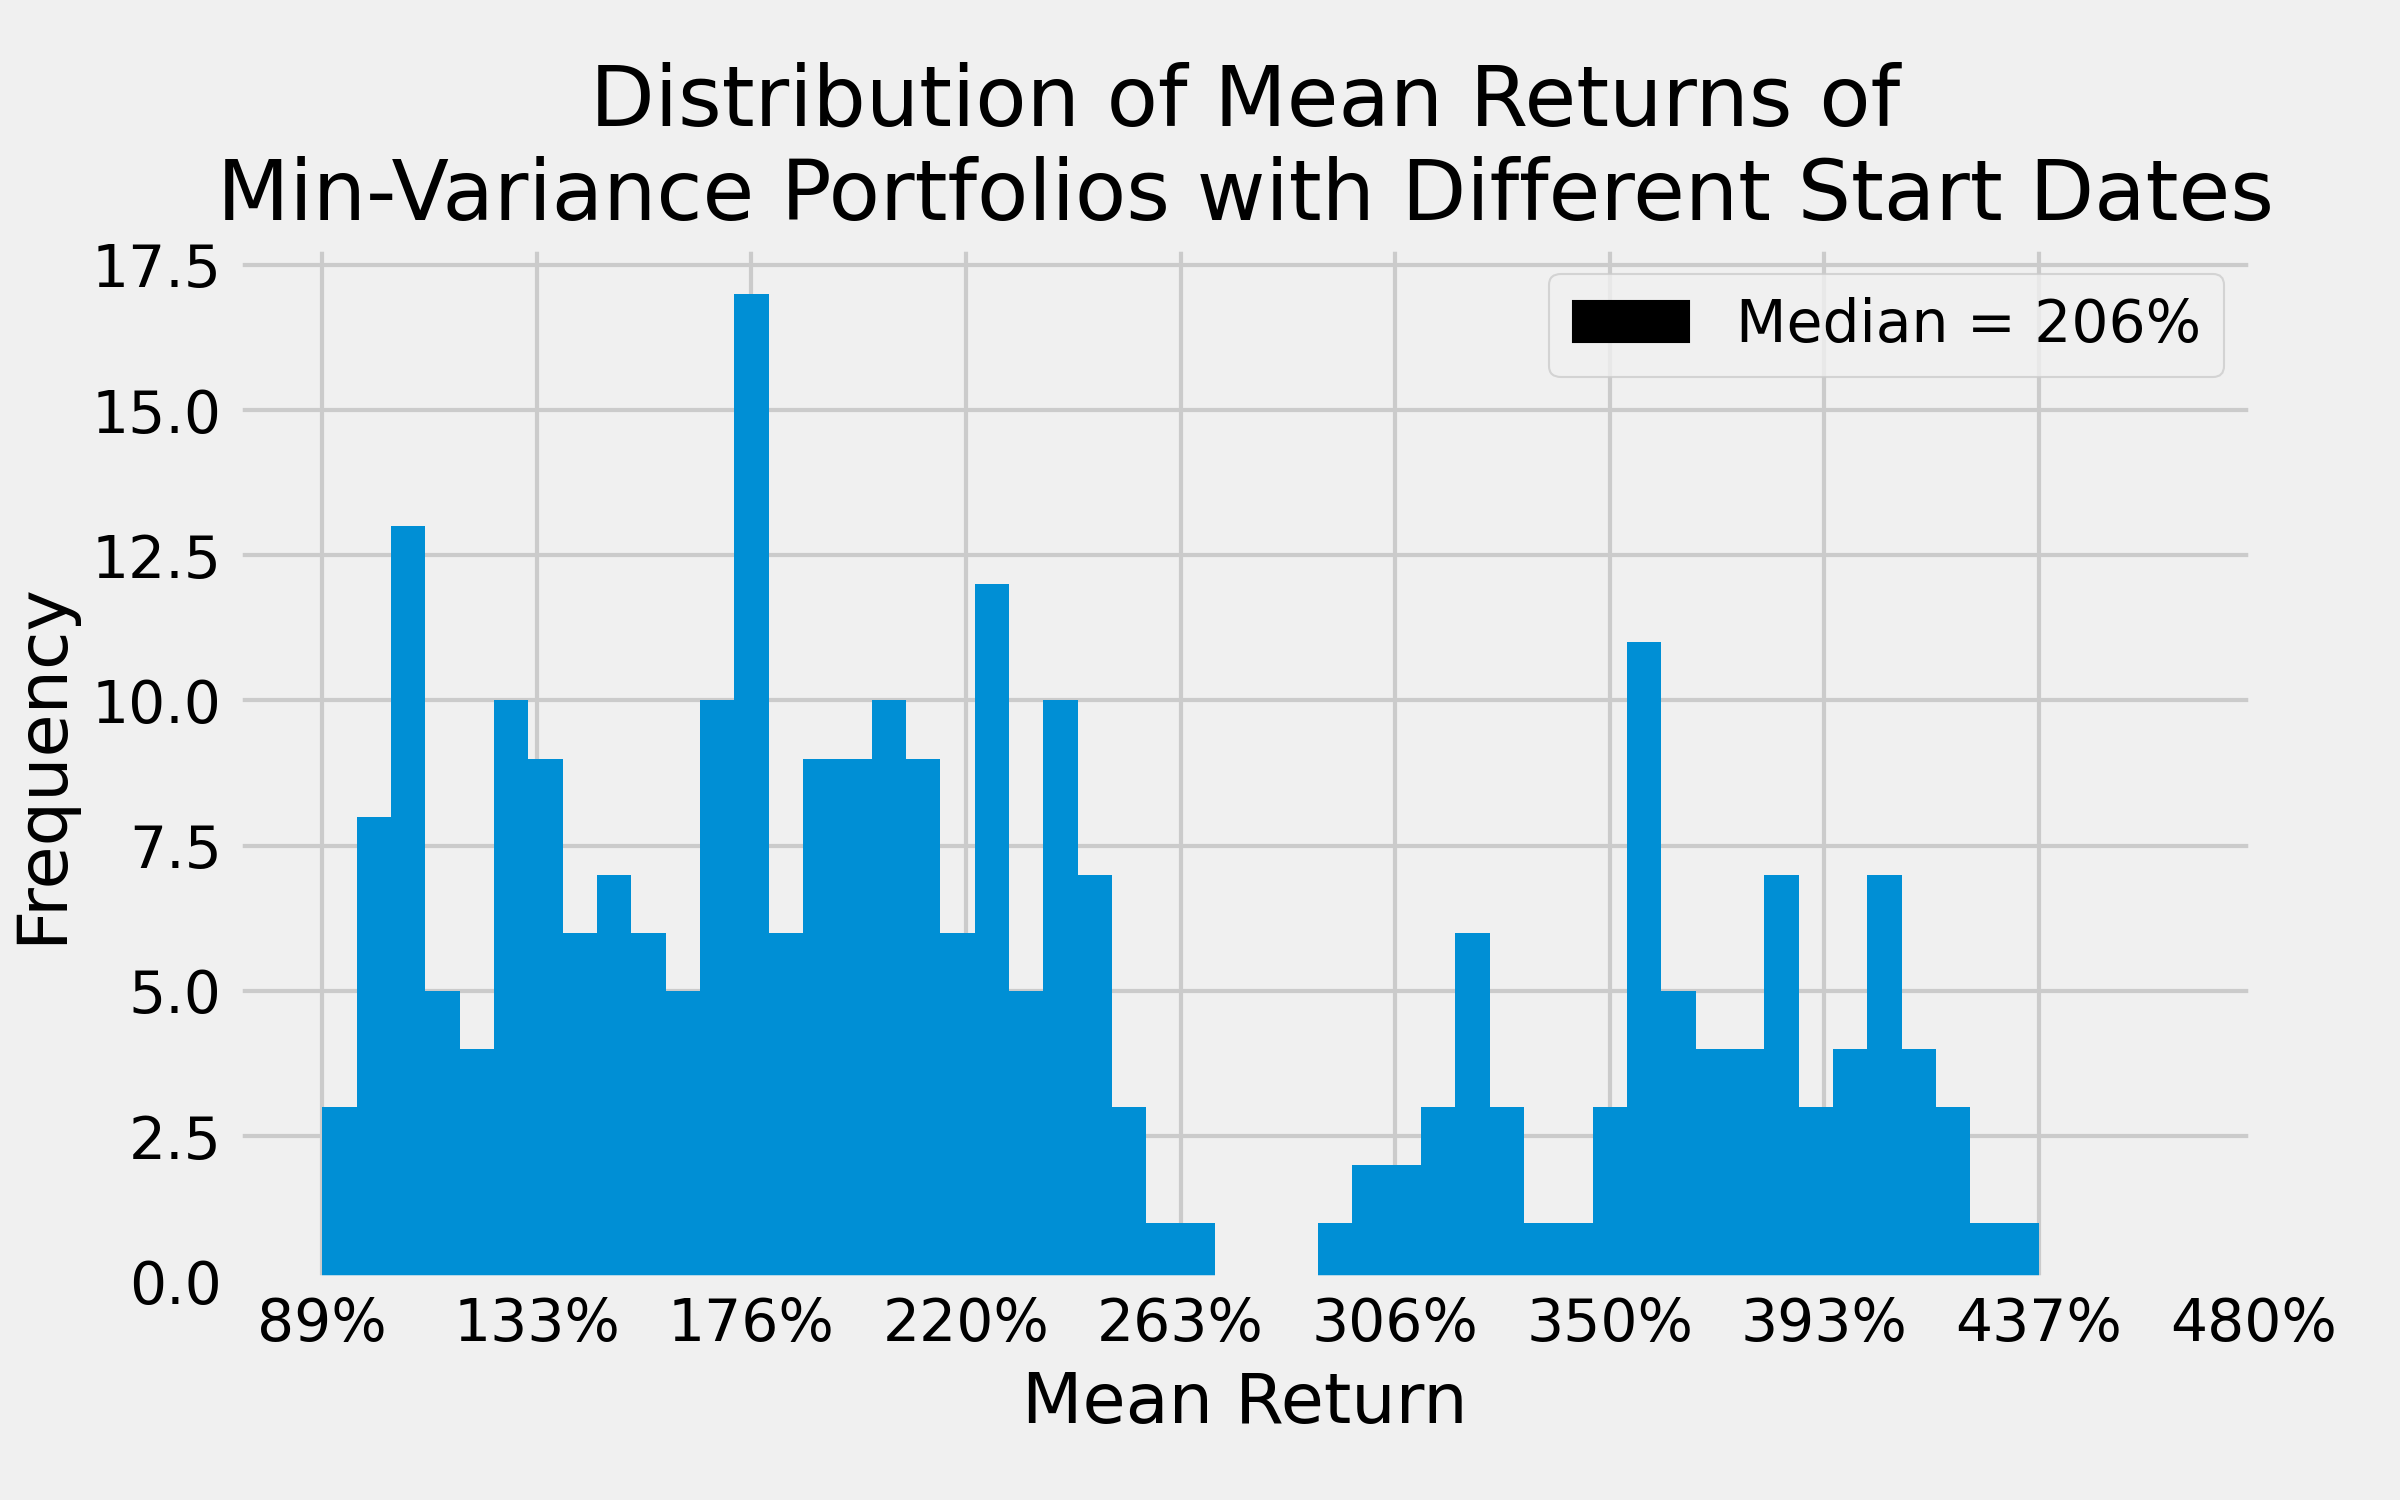 Distribution of Mean Returns of
Min-Variance Portfolios with Different Start Dates
17.5
Median = 206%
15.0
12.5
10.0
7.5
5.0
2.5
0.0
Frequency
89% 133% 176% 220% 263% 306% 350% 393% 437% 480%
Mean Return